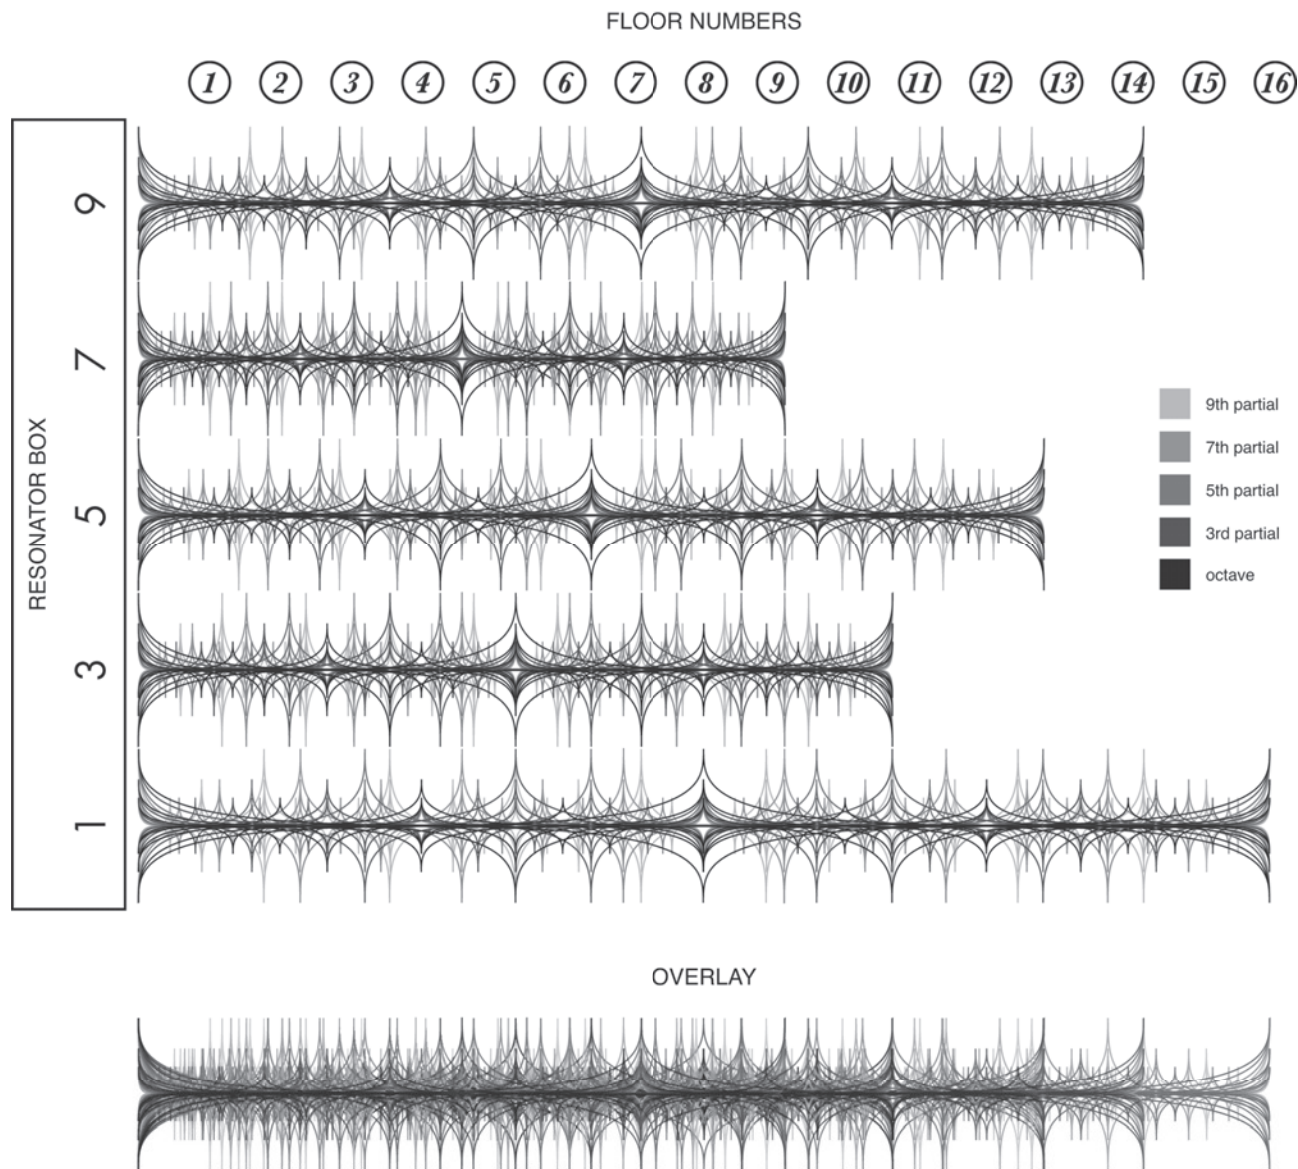 FLOOR NUMBERS
1 2 3 4 5 6 7 8 9 10 11 12 13 14 15 16
RESONATOR BOX
9
7
5
3
1
9th partial
7th partial
5th partial
3rd partial
octave
OVERLAY